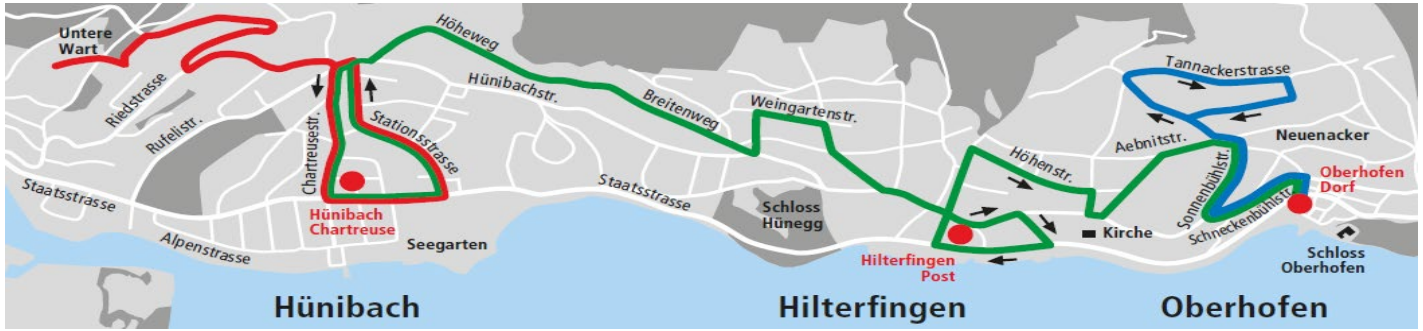 Untere
Wart
Riedstrasse
Rufelistr.
Staatsstrasse
Alpenstrasse
Chartreusestr.
Stationsstrasse
Hünibach
Chartreuse
Seegarten
Höheweg
Hünibachstr.
Breitenweg
Weingartenstr.
Staatsstrasse
Schloss
Hünegg
Hilterfingen
Post
Höhenstr.
Kirche
Aebnitstr.
Tannackerstrasse
Neuenacker
Sonnenbühlstr.
Schneckenbühlstr.
Oberhofen
Dorf
Schloss
Oberhofen
Hünibach
Hilterfingen
Oberhofen